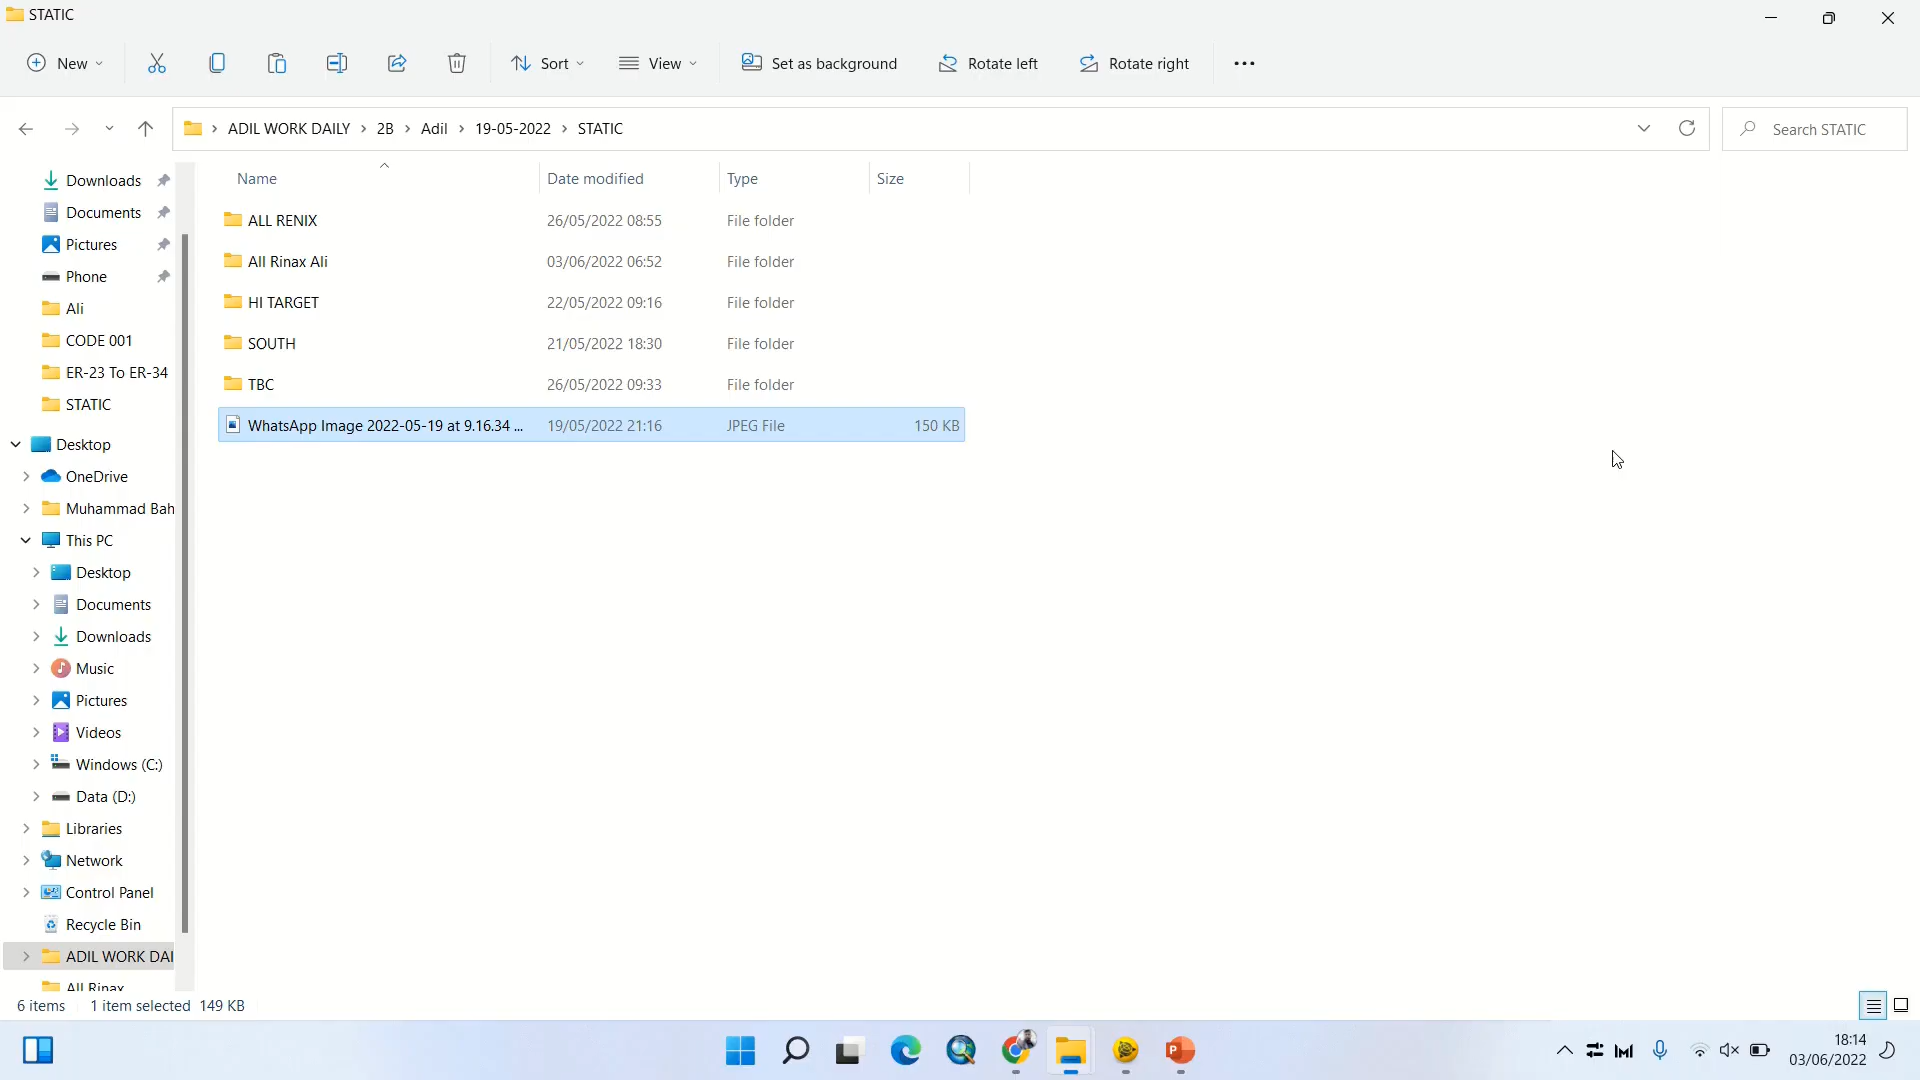 STATIC
New
Sort
View
Set as background
Rotate left
Rotate right
ADIL WORK DAILY
2B
Adil
19-05-2022
STATIC
Search STATIC
Downloads
Documents
Pictures
Phone
Ali
CODE 001
ER-23 To ER-34
STATIC
Desktop
OneDrive
Muhammad Bah
This PC
Desktop
Documents
Downloads
Music
Pictures
Videos
Windows (C:)
Data (D:)
Libraries
Network
Control Panel
Recycle Bin
ADIL WORK DAI
All Rinax
Name Date modified Type Size
ALL RENIX 26/05/2022 08:55 File folder
All Rinax Ali 03/06/2022 06:52 File folder
HI TARGET 22/05/2022 09:16 File folder
SOUTH 21/05/2022 18:30 File folder
TBC 26/05/2022 09:33 File folder
WhatsApp Image 2022-05-19 at 9.16.34 ... 19/05/2022 21:16 JPEG File 150 KB
6 items 1 item selected 149 KB
18:14
03/06/2022